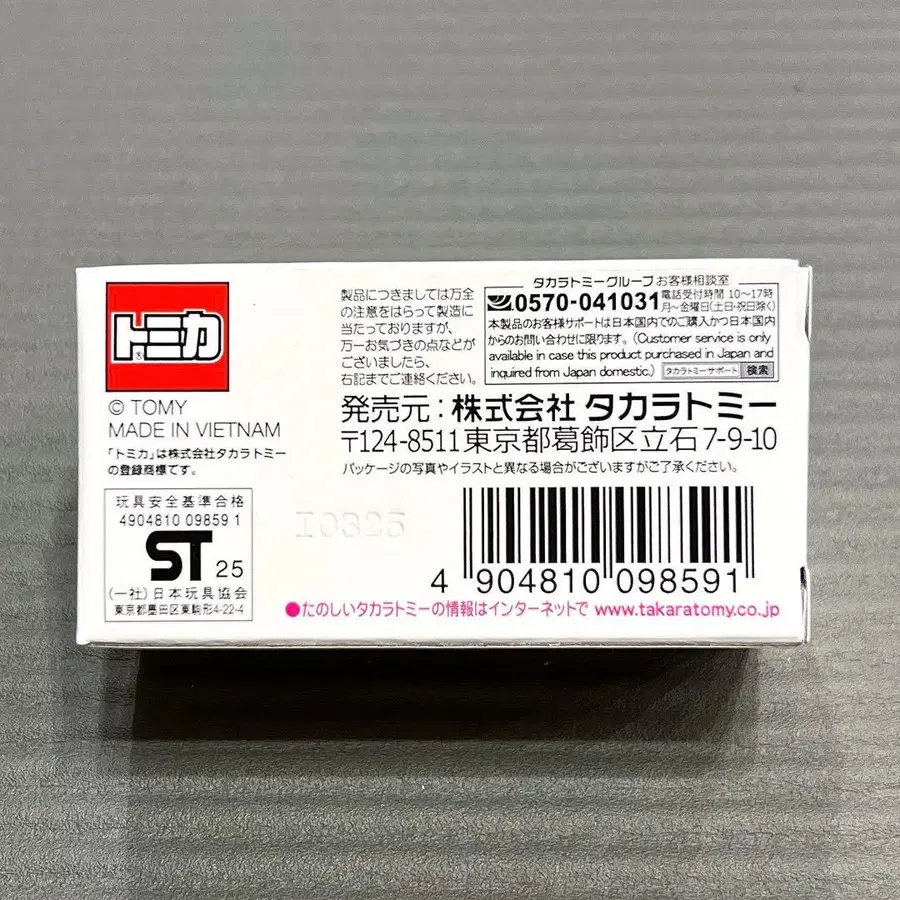 トミカ
®
© TOMY
MADE IN VIETNAM
「トミカ」は株式会社タカラトミー
の登録商標です。
玩具安全基準合格
4904810 09859 1
ST 25
(一社)日本玩具協会
東京都墨田区東駒形4-22-4
製品につきましては万全
の注意をはらって製造に
当たっておりますが、
万一お気づきの点などが
ございましたら、
右記までご連絡ください。
タカラトミーグループ お客様相談室
0570-041031 電話受付時間 10〜17時
月〜金曜日(土日・祝日除く)
本製品のお客様サポートは日本国内でのご購入かつ日本国内
からのお問い合わせに限ります。(Customer service is only
available in case this product purchased in Japan and
inquired from Japan domestic.) タカラトミーサポート 検索
発売元:株式会社 タカラトミー
〒124-8511東京都葛飾区立石7-9-10
パッケージの写真やイラストと異なる場合がございますがご了承ください。
I0325
4 904810 098591
●たのしいタカラトミーの情報はインターネットで www.takaratomy.co.jp